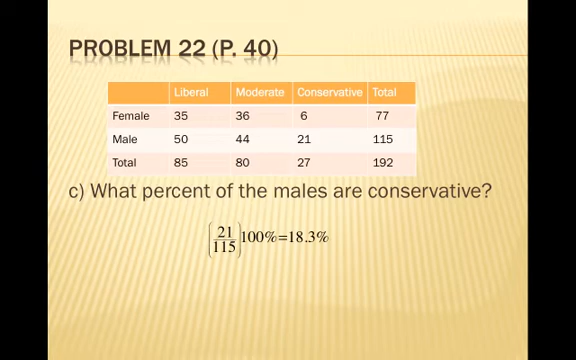 PROBLEM 22 (P. 40)
Liberal Moderate Conservative Total
Female 35 36 6 77
Male 50 44 21 115
Total 85 80 27 192
c) What percent of the males are conservative?
(21/115)100%=18.3%